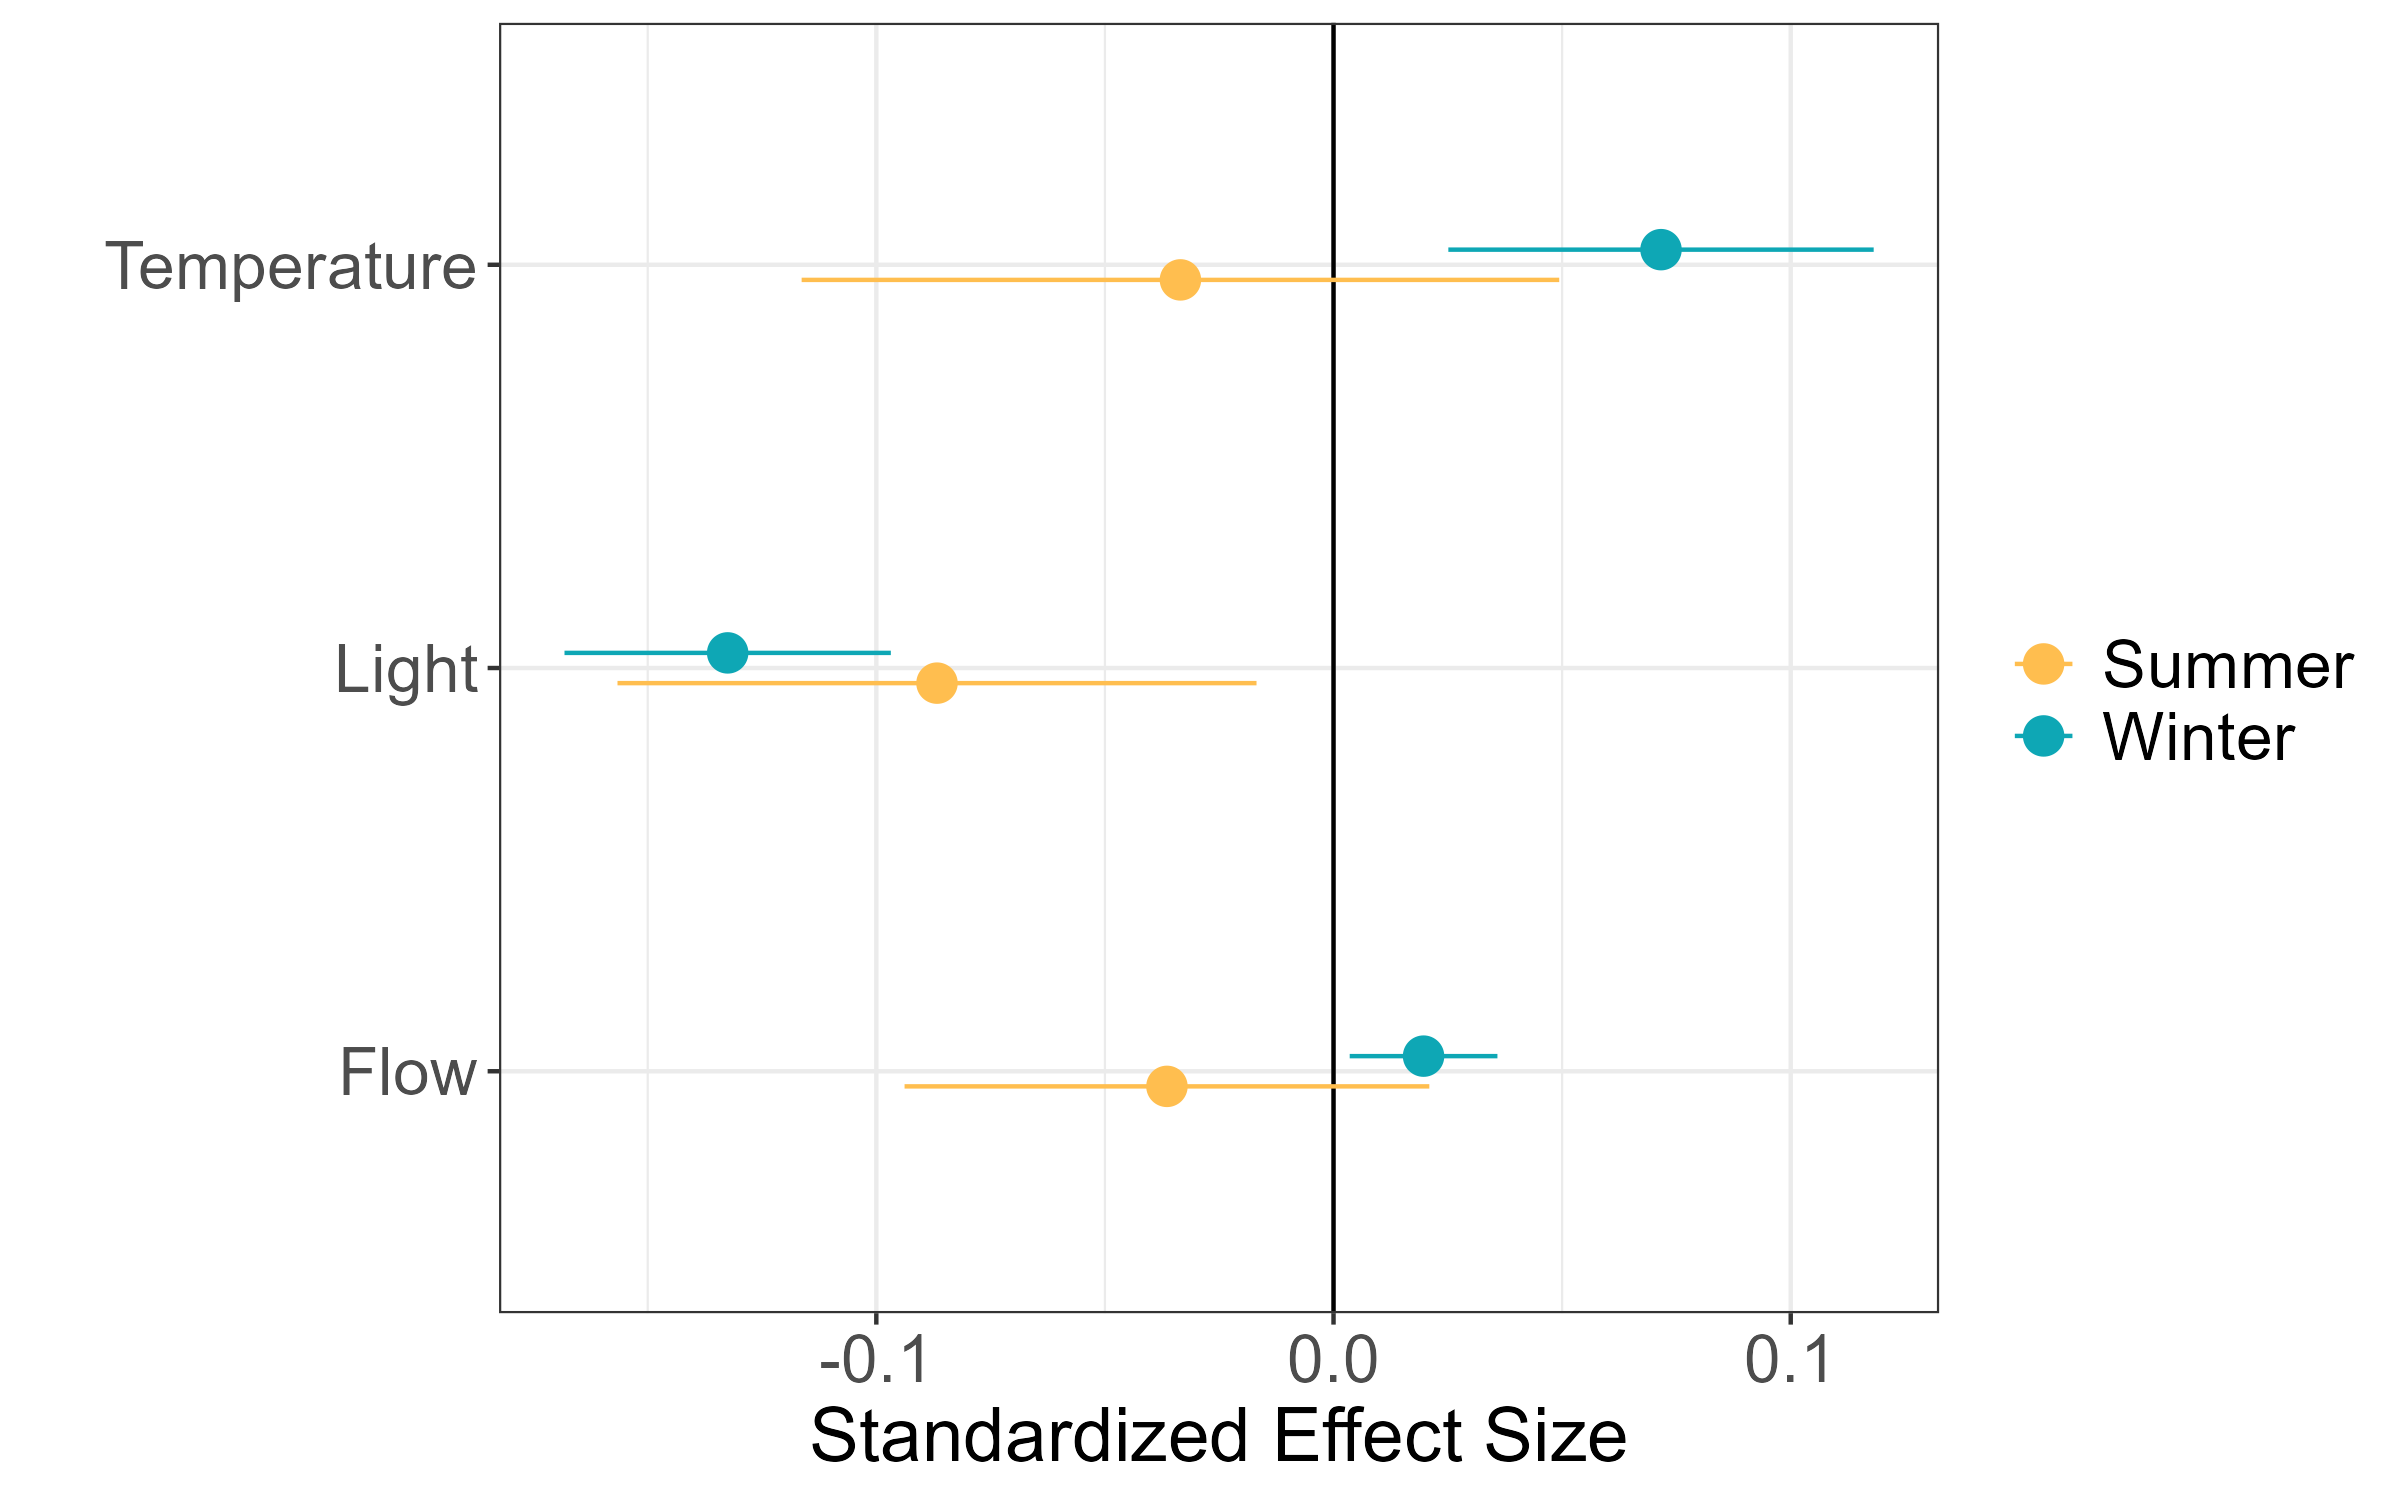 Temperature
Light
Flow
-0.1
0.0
0.1
Standardized Effect Size
Summer
Winter